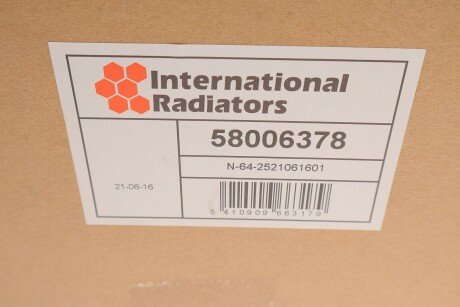 International
Radiators
58006378
N-64-2521061601
21-06-16
5 410909 663179